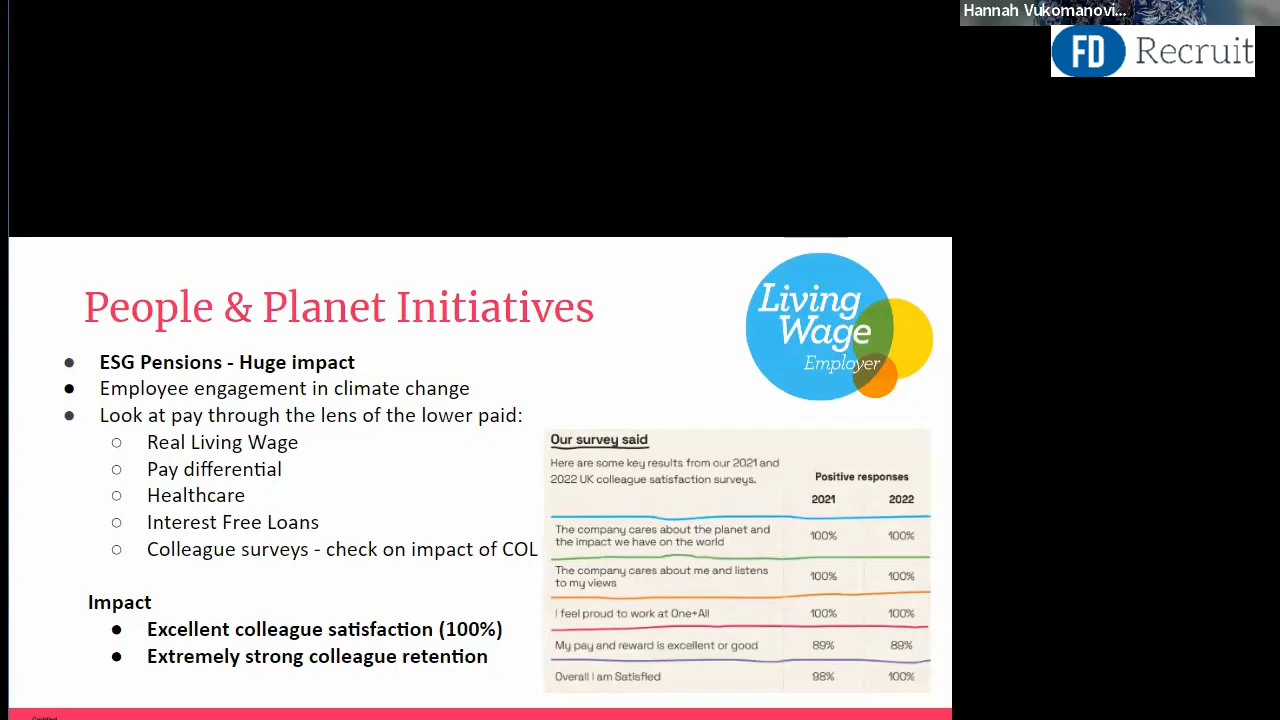 Hannah Vukomanovi...
FD Recruit
People & Planet Initiatives
Living
Wage
Employer
● ESG Pensions - Huge impact
● Employee engagement in climate change
● Look at pay through the lens of the lower paid:
○ Real Living Wage
○ Pay differential
○ Healthcare
○ Interest Free Loans
○ Colleague surveys - check on impact of COL
Impact
● Excellent colleague satisfaction (100%)
● Extremely strong colleague retention
Our survey said
Here are some key results from our 2021 and
2022 UK colleague satisfaction surveys.
Positive responses
2021 2022
The company cares about the planet and
the impact we have on the world
100% 100%
The company cares about me and listens
to my views
100% 100%
I feel proud to work at One+All 100% 100%
My pay and reward is excellent or good 89% 89%
Overall I am Satisfied 98% 100%